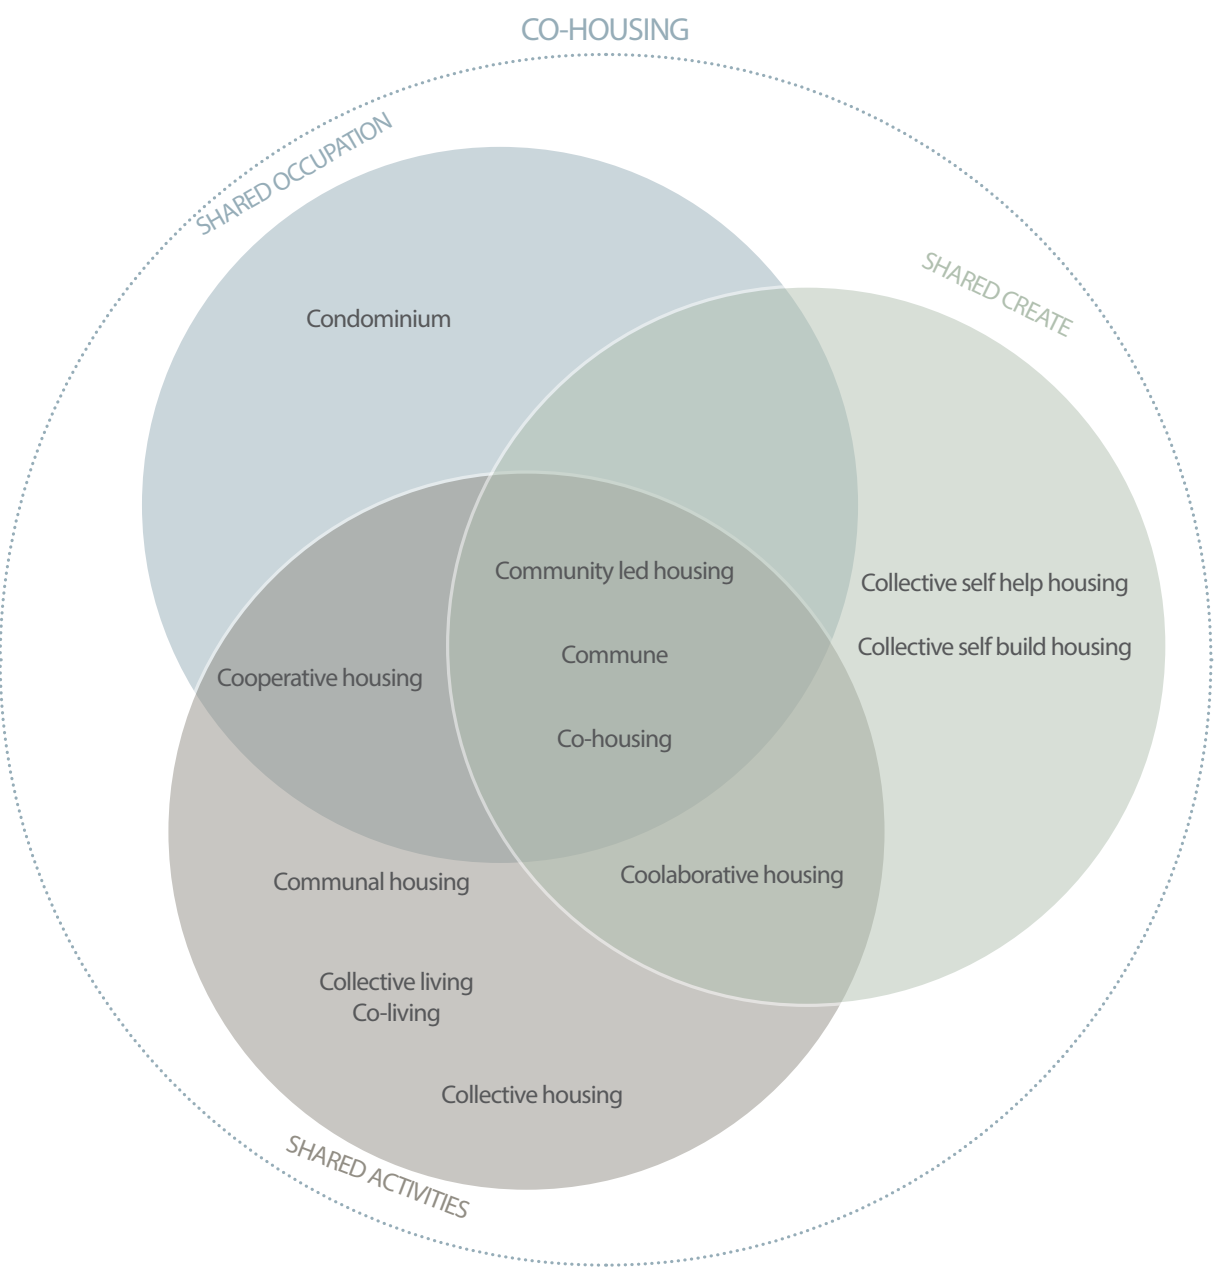 CO-HOUSING
SHARED OCCUPATION
SHARED CREATE
Condominium
Community led housing
Collective self help housing
Commune
Collective self build housing
Cooperative housing
Co-housing
Communal housing
Coolaborative housing
Collective living
Co-living
Collective housing
SHARED ACTIVITIES